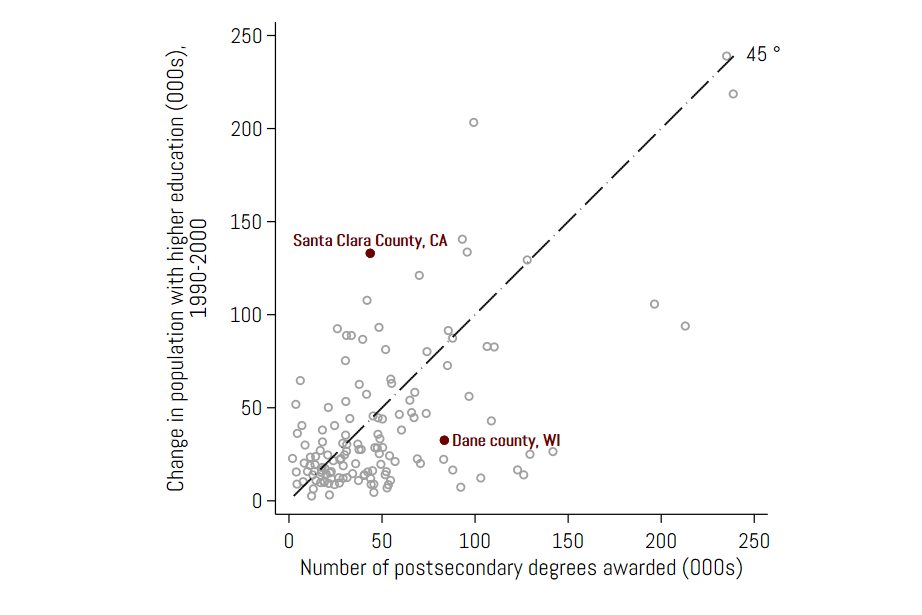 Change in population with higher education (000s),
1990-2000
250
200
150
100
50
0
45 °
Santa Clara County, CA
Dane county, WI
0 50 100 150 200 250
Number of postsecondary degrees awarded (000s)